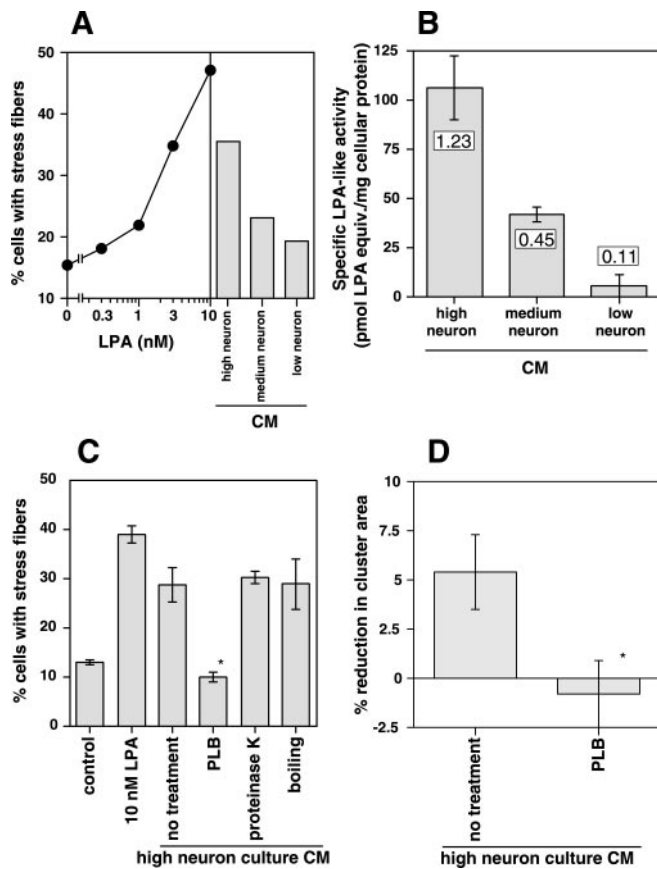 A
% cells with stress fibers
50
40
30
20
10
0
0.3
1
3
10
LPA (nM)
high neuron
medium neuron
low neuron
CM
B
Specific LPA-like activity
(pmol LPA equiv./mg cellular protein)
125
100
75
50
25
0
1.23
0.45
0.11
high
neuron
medium
neuron
low
neuron
CM
C
% cells with stress fibers
50
40
30
20
10
0
*
control
10 nM LPA
no treatment
PLB
proteinase K
boiling
high neuron culture CM
D
% reduction in cluster area
10
7.5
5
2.5
0
-2.5
*
no treatment
PLB
high neuron culture CM